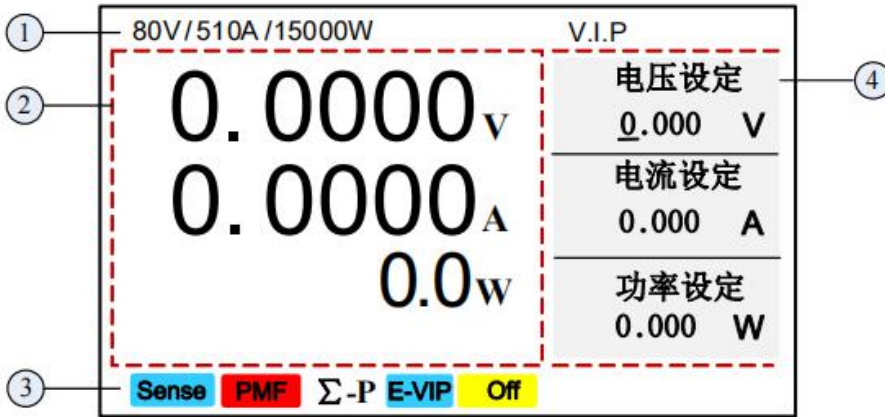 ① 80V/510A/15000W V.I.P
② 0.0000V
0.0000A
0.0W
④ 电压设定
0.000 V
电流设定
0.000 A
功率设定
0.000 W
③ Sense PMF Σ-P E-VIP Off